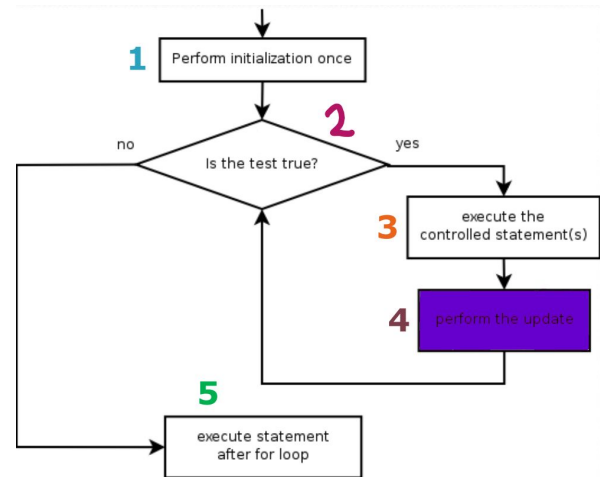 1
Perform initialization once
2
no
yes
Is the test true?
3
execute the
controlled statement(s)
4
perform the update
5
execute statement
after for loop